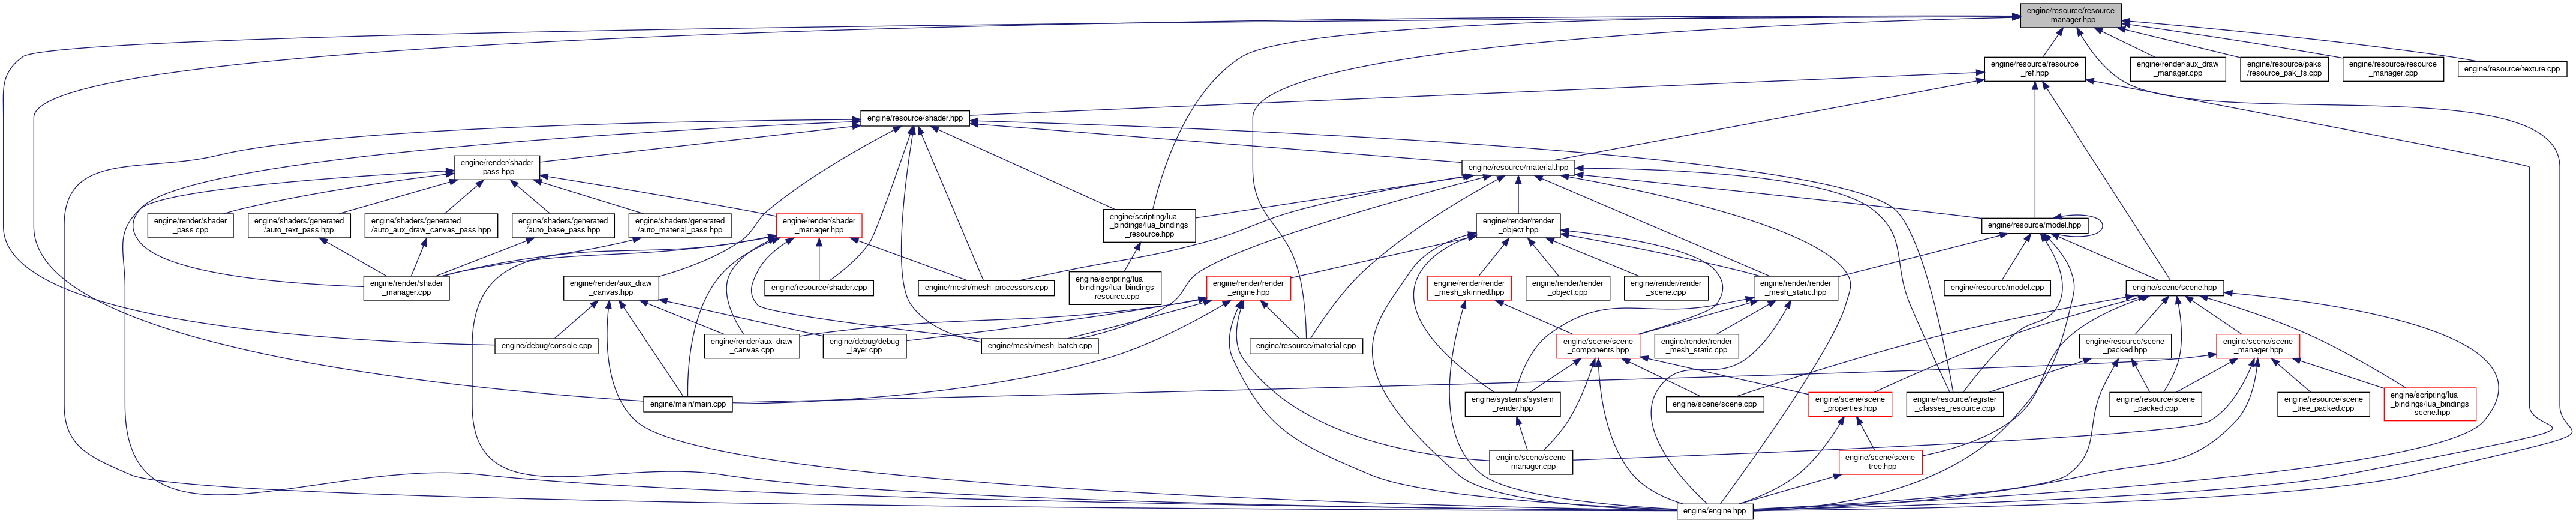 engine/resource/resource
_manager.hpp
engine/resource/resource
_ref.hpp
engine/render/aux_draw
_manager.cpp
engine/resource/paks
/resource_pak_fs.cpp
engine/resource/resource
_manager.cpp
engine/resource/texture.cpp
engine/resource/shader.hpp
engine/render/shader
_pass.hpp
engine/resource/material.hpp
engine/render/shader
_pass.cpp
engine/shaders/generated
/auto_text_pass.hpp
engine/shaders/generated
/auto_aux_draw_canvas_pass.hpp
engine/shaders/generated
/auto_base_pass.hpp
engine/shaders/generated
/auto_material_pass.hpp
engine/render/shader
_manager.hpp
engine/scripting/lua
_bindings/lua_bindings
_resource.hpp
engine/render/render
_object.hpp
engine/resource/model.hpp
engine/render/shader
_manager.cpp
engine/render/aux_draw
_canvas.hpp
engine/resource/shader.cpp
engine/mesh/mesh_processors.cpp
engine/scripting/lua
_bindings/lua_bindings
_resource.cpp
engine/render/render
_engine.hpp
engine/render/render
_mesh_skinned.hpp
engine/render/render
_object.cpp
engine/render/render
_scene.cpp
engine/render/render
_mesh_static.hpp
engine/resource/model.cpp
engine/scene/scene.hpp
engine/debug/console.cpp
engine/render/aux_draw
_canvas.cpp
engine/debug/debug
_layer.cpp
engine/mesh/mesh_batch.cpp
engine/resource/material.cpp
engine/scene/scene
_components.hpp
engine/render/render
_mesh_static.cpp
engine/resource/scene
_packed.hpp
engine/scene/scene
_manager.hpp
engine/main/main.cpp
engine/systems/system
_render.hpp
engine/scene/scene.cpp
engine/scene/scene
_properties.hpp
engine/resource/register
_classes_resource.cpp
engine/resource/scene
_packed.cpp
engine/resource/scene
_tree_packed.cpp
engine/scripting/lua
_bindings/lua_bindings
_scene.hpp
engine/scene/scene
_manager.cpp
engine/scene/scene
_tree.hpp
engine/engine.hpp